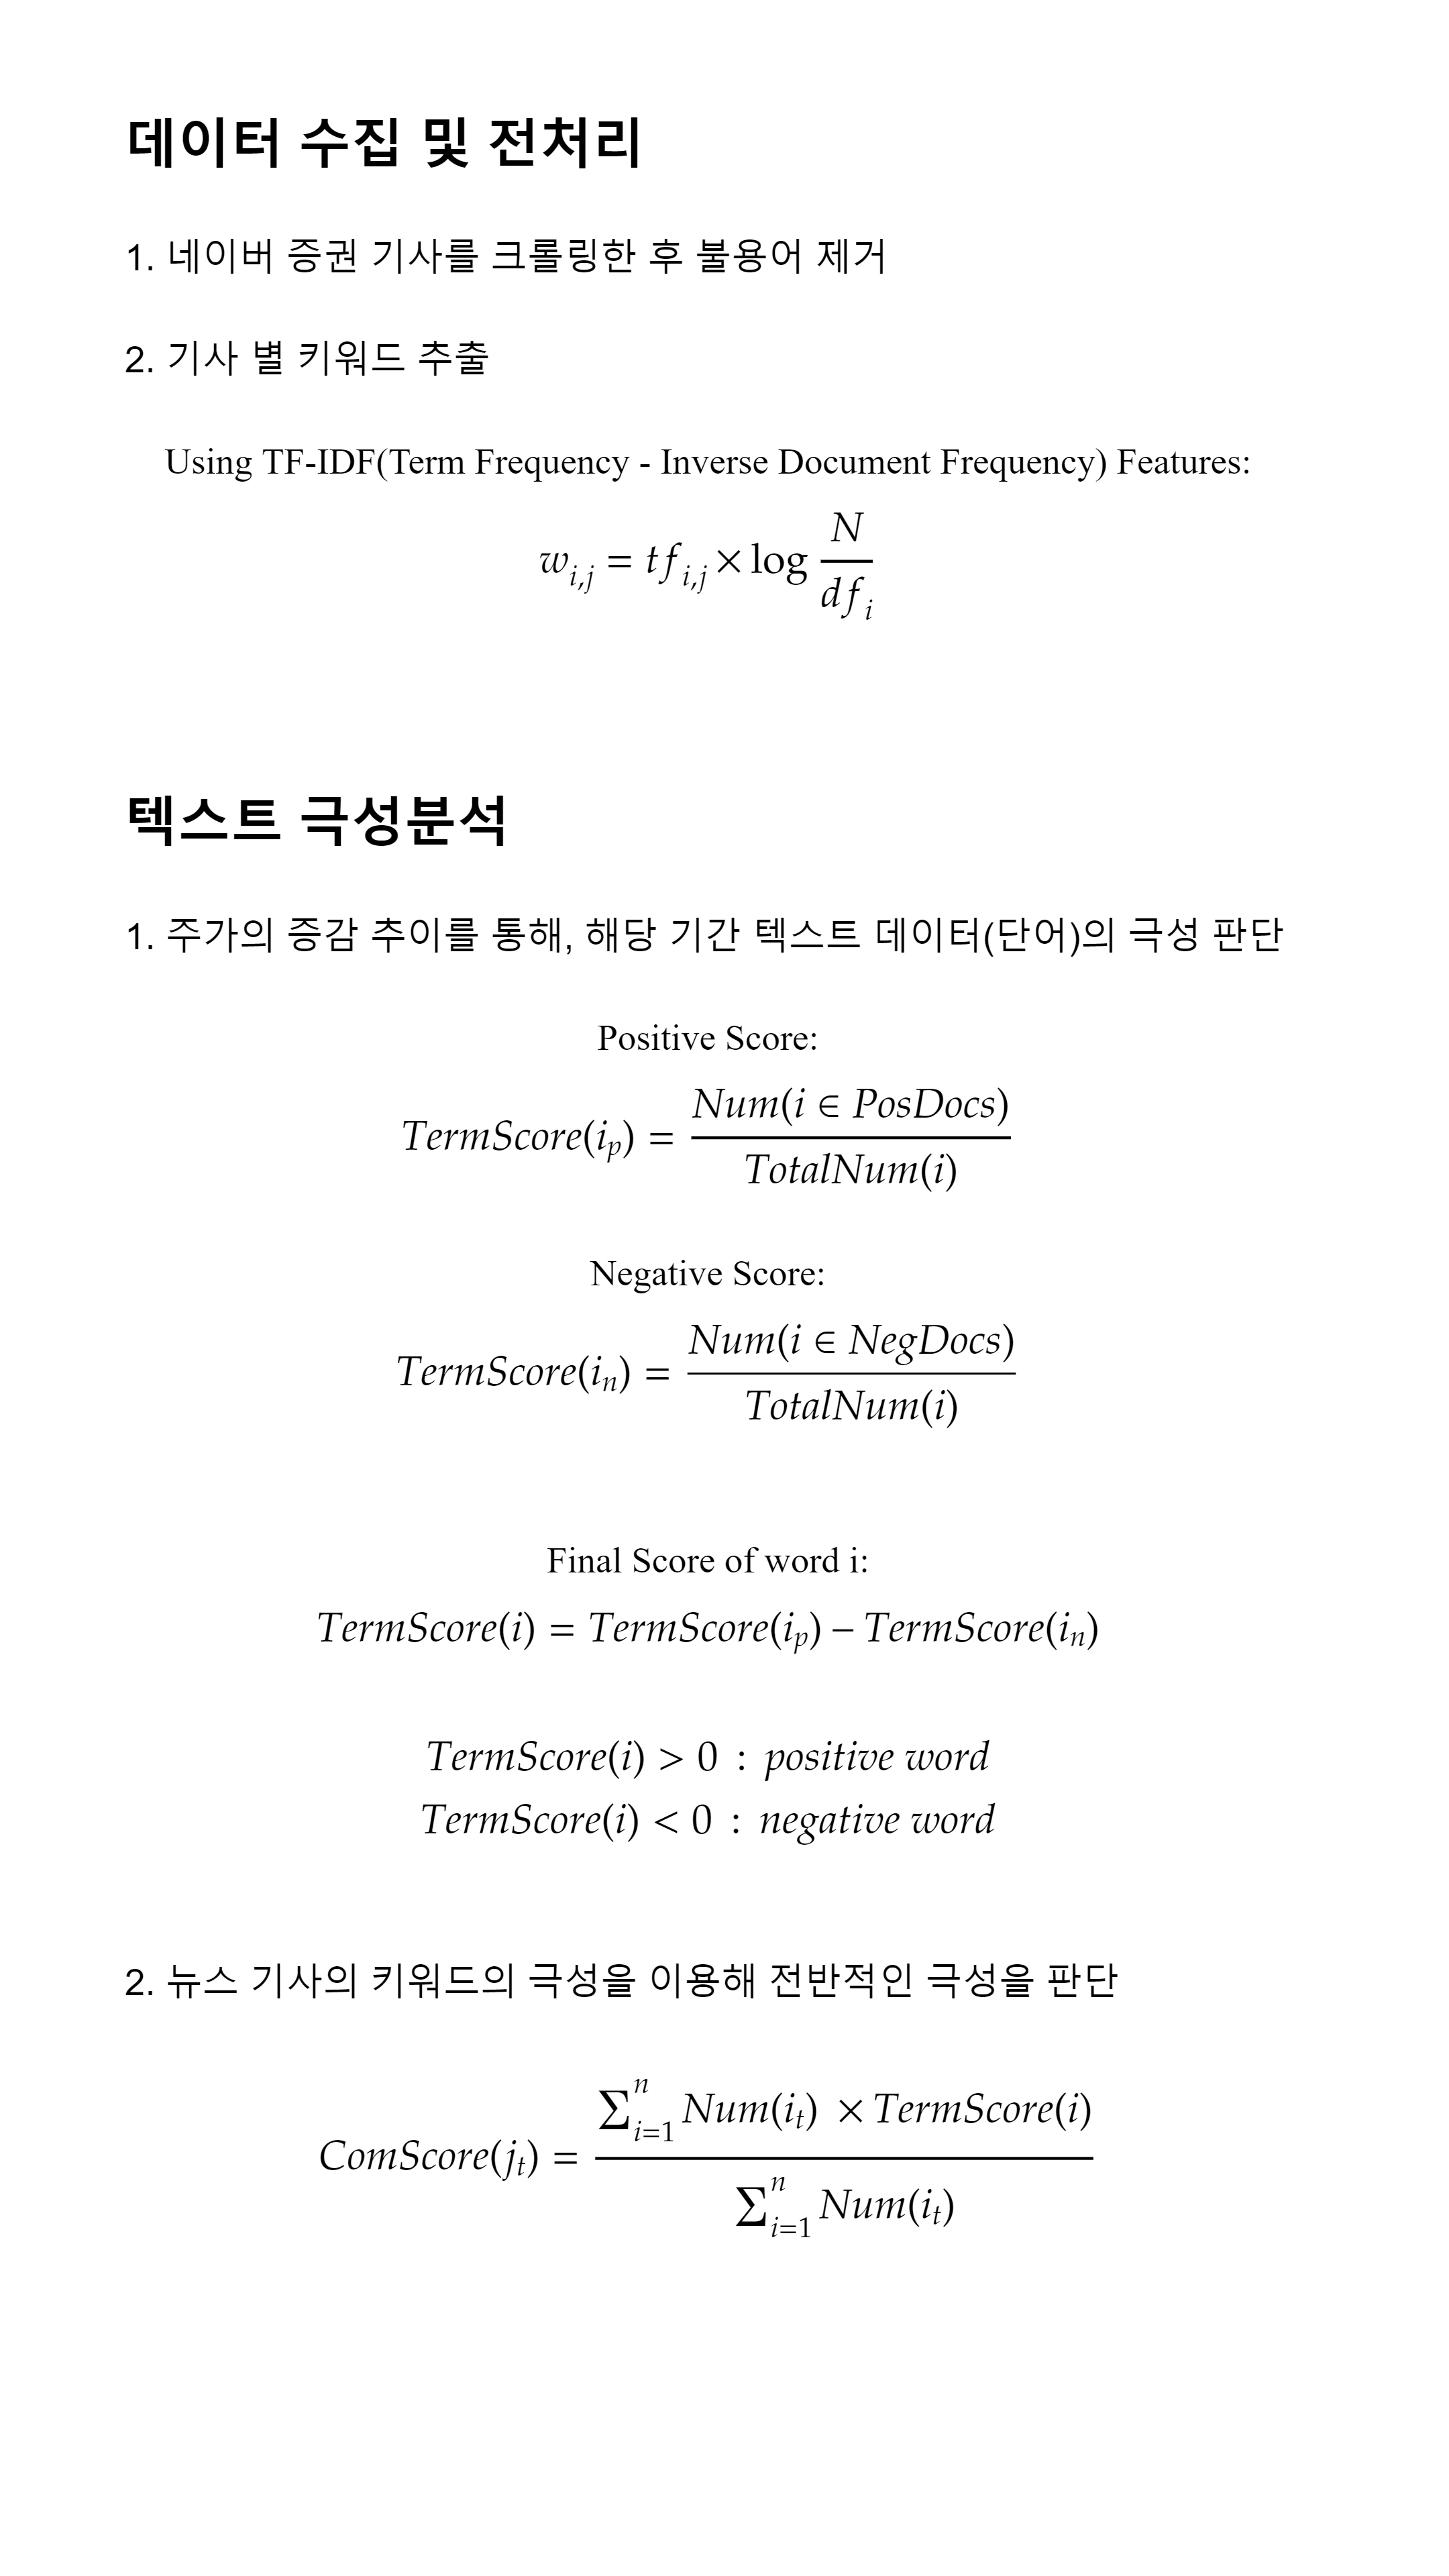 데이터 수집 및 전처리
1. 네이버 증권 기사를 크롤링한 후 불용어 제거
2. 기사 별 키워드 추출
Using TF-IDF(Term Frequency - Inverse Document Frequency) Features:
w_{i,j} = tf_{i,j} × log \frac{N}{df_i}
텍스트 극성분석
1. 주가의 증감 추이를 통해, 해당 기간 텍스트 데이터(단어)의 극성 판단
Positive Score:
TermScore(i_p) = \frac{Num(i ∈ PosDocs)}{TotalNum(i)}
Negative Score:
TermScore(i_n) = \frac{Num(i ∈ NegDocs)}{TotalNum(i)}
Final Score of word i:
TermScore(i) = TermScore(i_p) – TermScore(i_n)
TermScore(i) > 0 : positive word
TermScore(i) < 0 : negative word
2. 뉴스 기사의 키워드의 극성을 이용해 전반적인 극성을 판단
ComScore(j_t) = \frac{∑_{i=1}^{n} Num(i_t) × TermScore(i)}{∑_{i=1}^{n} Num(i_t)}